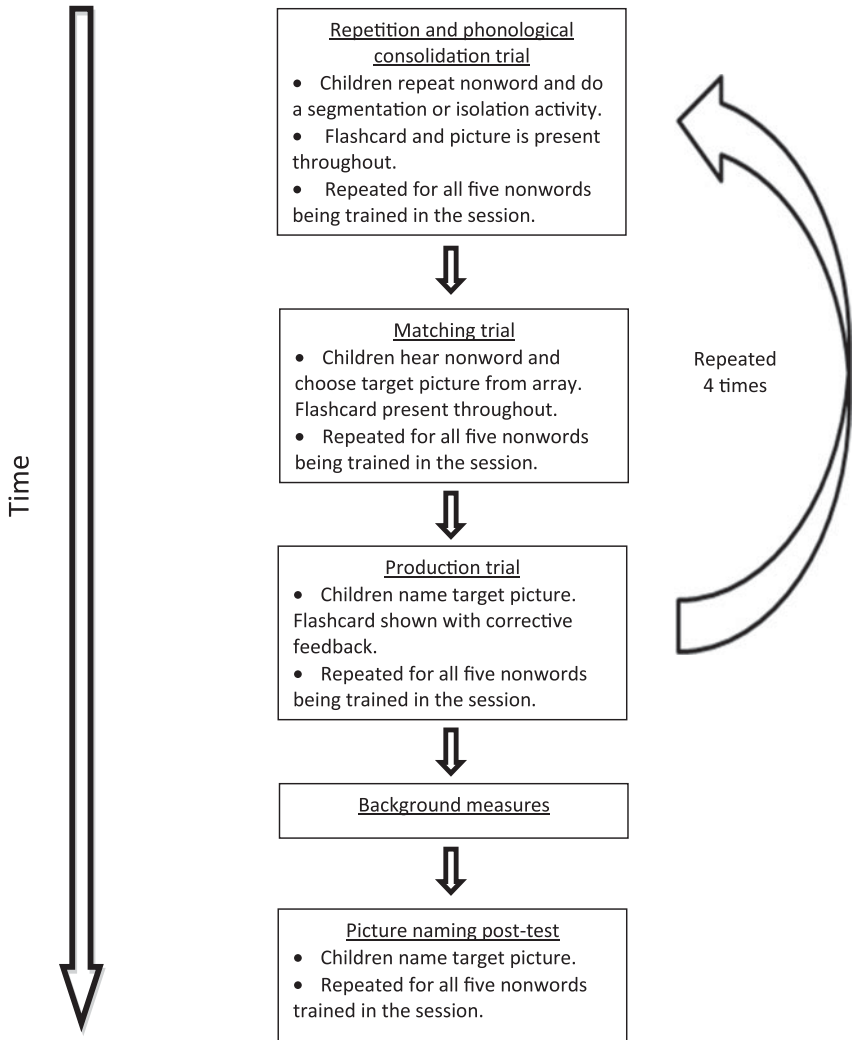 Repetition and phonological
consolidation trial
• Children repeat nonword and do
a segmentation or isolation activity.
• Flashcard and picture is present
throughout.
• Repeated for all five nonwords
being trained in the session.
Matching trial
• Children hear nonword and
choose target picture from array.
Flashcard present throughout.
• Repeated for all five nonwords
being trained in the session.
Repeated
4 times
Time
Production trial
• Children name target picture.
Flashcard shown with corrective
feedback.
• Repeated for all five nonwords
being trained in the session.
Background measures
Picture naming post-test
• Children name target picture.
• Repeated for all five nonwords
trained in the session.